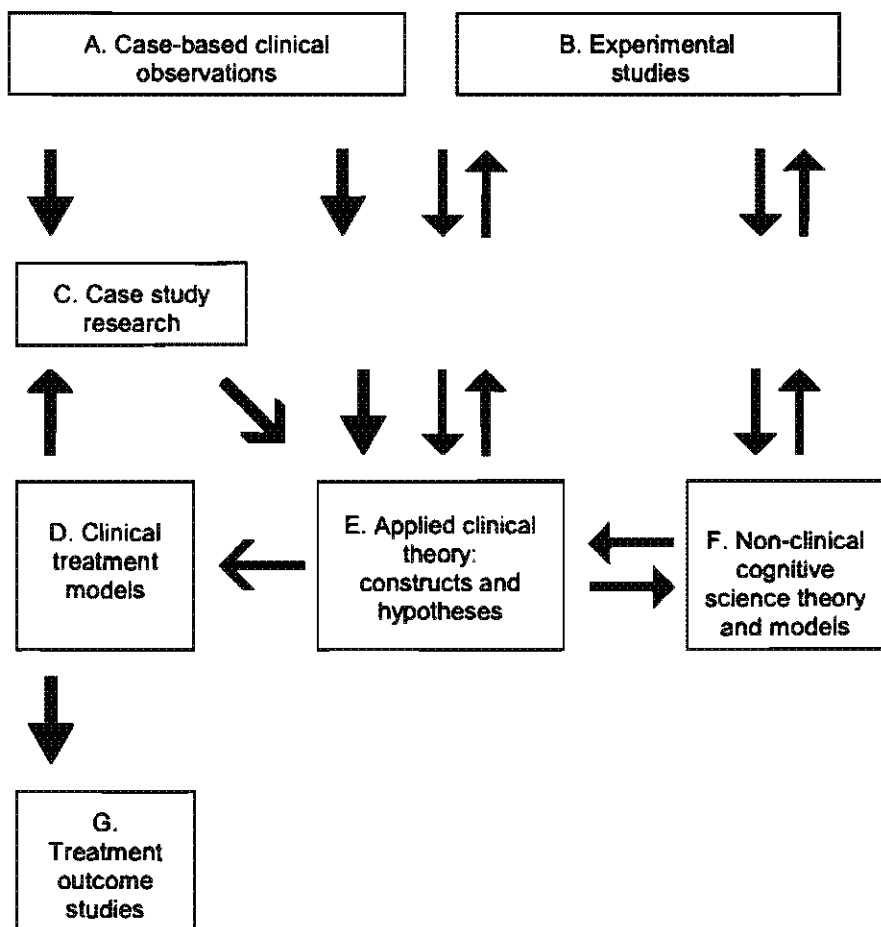 A. Case-based clinical
observations
B. Experimental
studies
C. Case study
research
D. Clinical
treatment
models
E. Applied clinical
theory:
constructs and
hypotheses
F. Non-clinical
cognitive
science theory
and models
G.
Treatment
outcome
studies